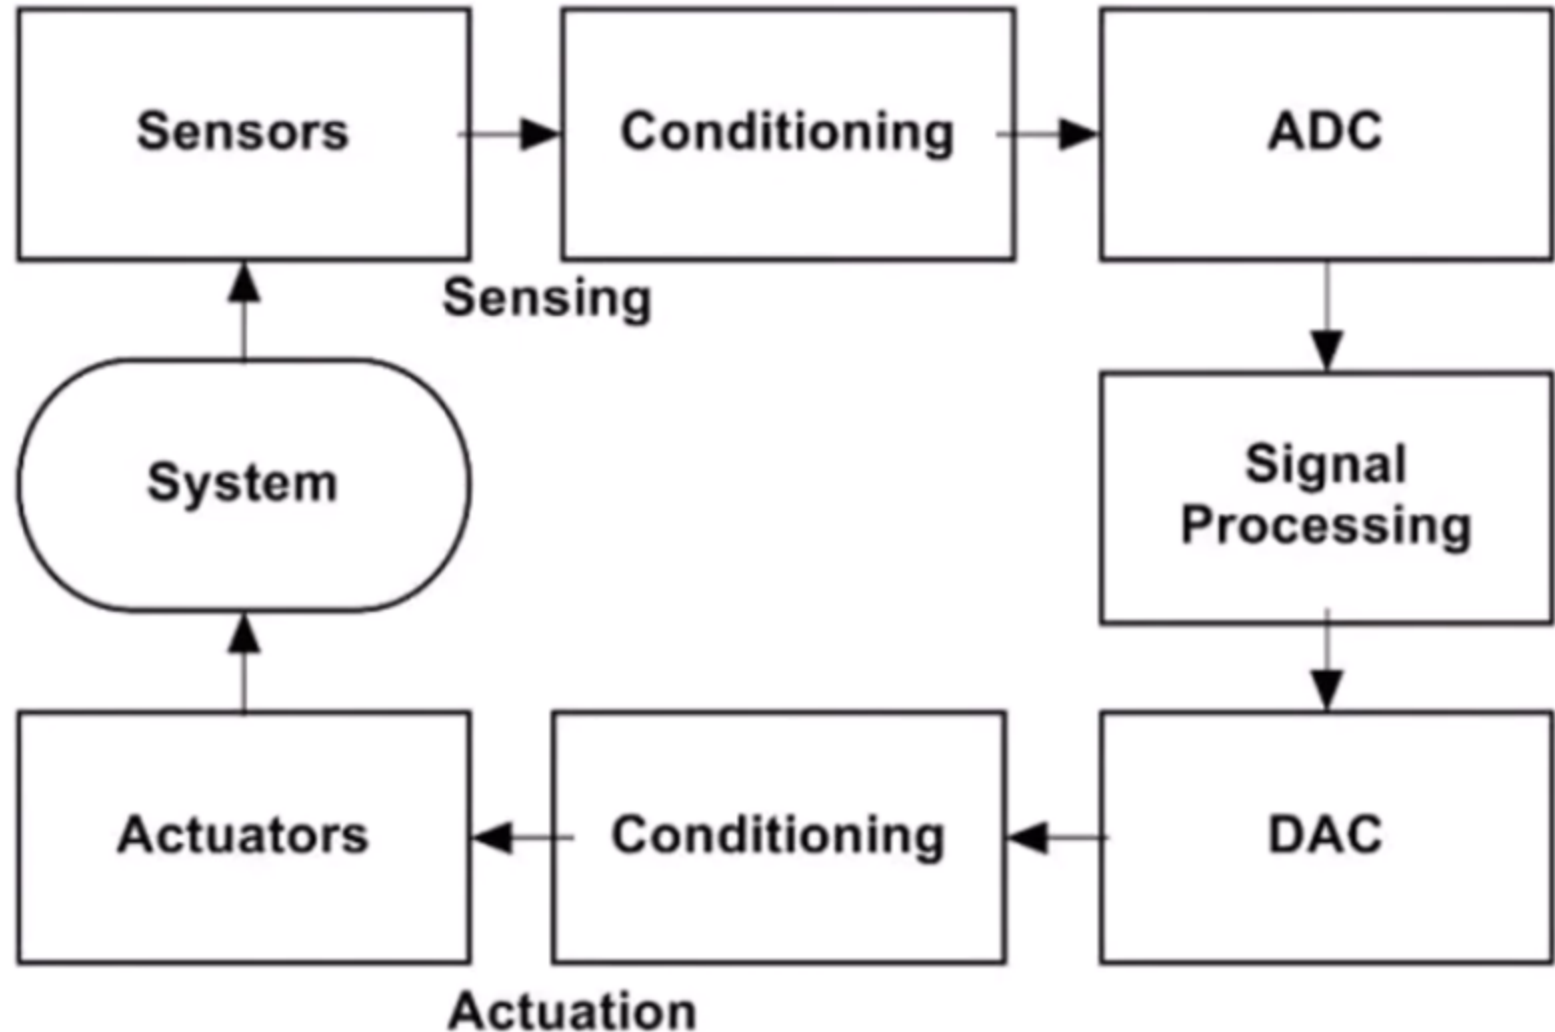 Sensors
Conditioning
ADC
Sensing
System
Signal
Processing
Actuators
Conditioning
DAC
Actuation